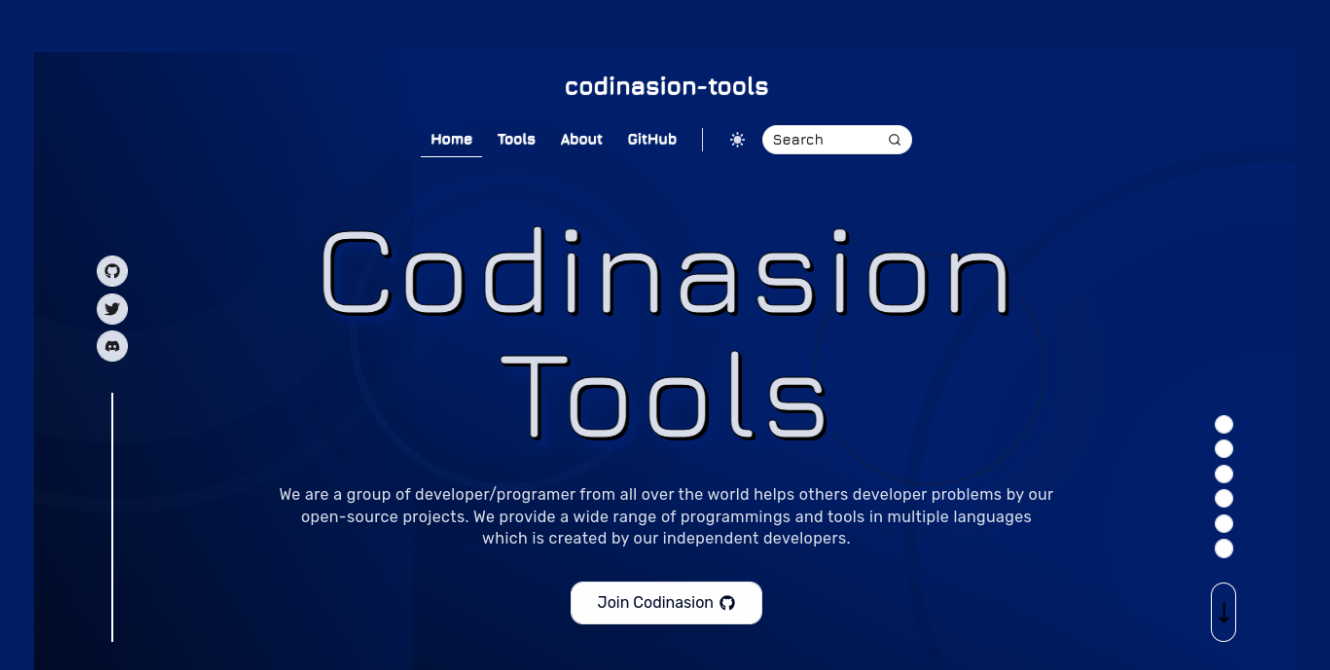 codinasion-tools
Home Tools About GitHub Search
Codinasion
Tools
We are a group of developer/programer from all over the world helps others developer problems by our
open-source projects. We provide a wide range of programmings and tools in multiple languages
which is created by our independent developers.
Join Codinasion